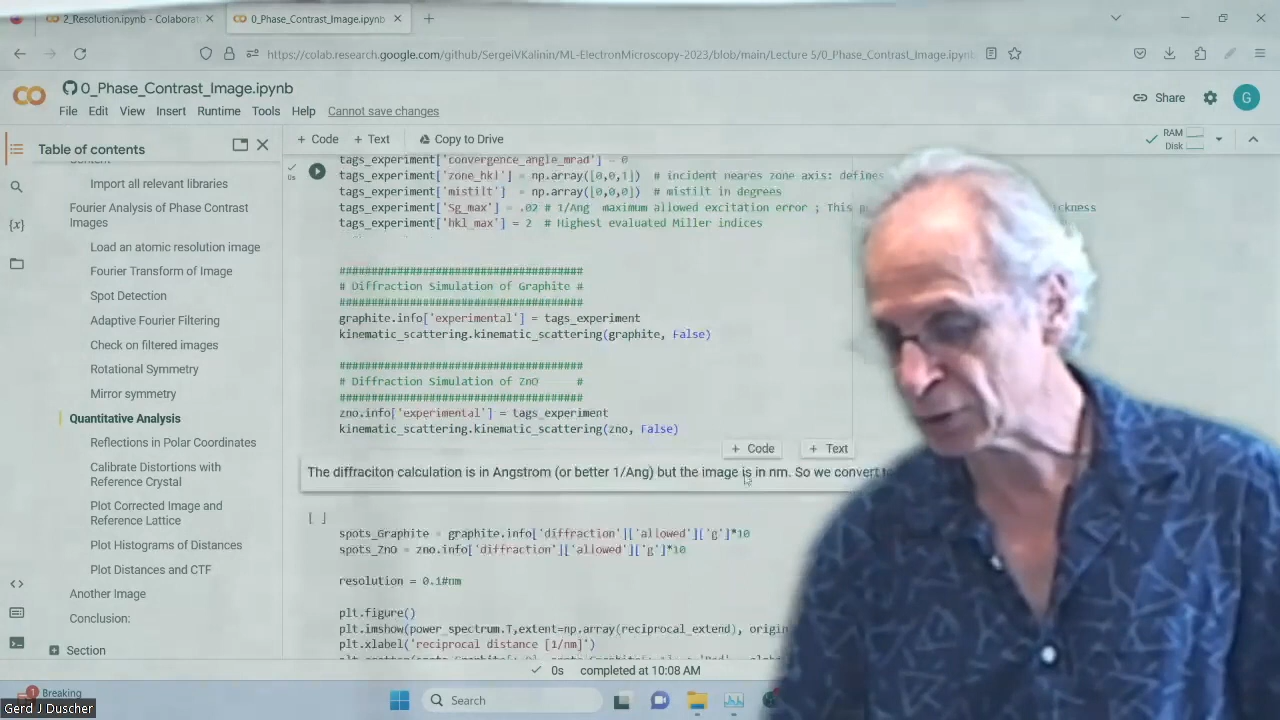 2_Resolution.ipynb - Colaborat
0_Phase_Contrast_Image.ipynb
https://colab.research.google.com/github/SergeiVKalinin/ML-ElectronMicroscopy-2023/blob/main/Lecture 5/0_Phase_Contrast_Image.ipynb
0_Phase_Contrast_Image.ipynb
File Edit View Insert Runtime Tools Help Cannot save changes
Share
G
+ Code + Text Copy to Drive
RAM
Disk
Table of contents
Content
Import all relevant libraries
Fourier Analysis of Phase Contrast
Images
Load an atomic resolution image
Fourier Transform of Image
Spot Detection
Adaptive Fourier Filtering
Check on filtered images
Rotational Symmetry
Mirror symmetry
Quantitative Analysis
Reflections in Polar Coordinates
Calibrate Distortions with
Reference Crystal
Plot Corrected Image and
Reference Lattice
Plot Histograms of Distances
Plot Distances and CTF
Another Image
Conclusion:
Section
{x}
0s
tags_experiment['convergence_angle_mrad'] = 0
tags_experiment['zone_hkl'] = np.array([0,0,1]) # incident neares zone axis: defines
tags_experiment['mistilt'] = np.array([0,0,0]) # mistilt in degrees
tags_experiment['Sg_max'] = .02 # 1/Ang maximum allowed excitation error ; This
tags_experiment['hkl_max'] = 2 # Highest evaluated Miller indices
######################################
# Diffraction Simulation of Graphite #
######################################
graphite.info['experimental'] = tags_experiment
kinematic_scattering.kinematic_scattering(graphite, False)
######################################
# Diffraction Simulation of ZnO #
######################################
zno.info['experimental'] = tags_experiment
kinematic_scattering.kinematic_scattering(zno, False)
+ Code + Text
The diffraciton calculation is in Angstrom (or better 1/Ang) but the image is in nm. So we convert
[ ]
spots_Graphite = graphite.info['diffraction']['allowed']['g']*10
spots_ZnO = zno.info['diffraction']['allowed']['g']*10
resolution = 0.1#nm
plt.figure()
plt.imshow(power_spectrum.T,extent=np.array(reciprocal_extend), origin
plt.xlabel('reciprocal distance [1/nm]')
0s completed at 10:08 AM
1
Breaking
Search
Gerd J Duscher